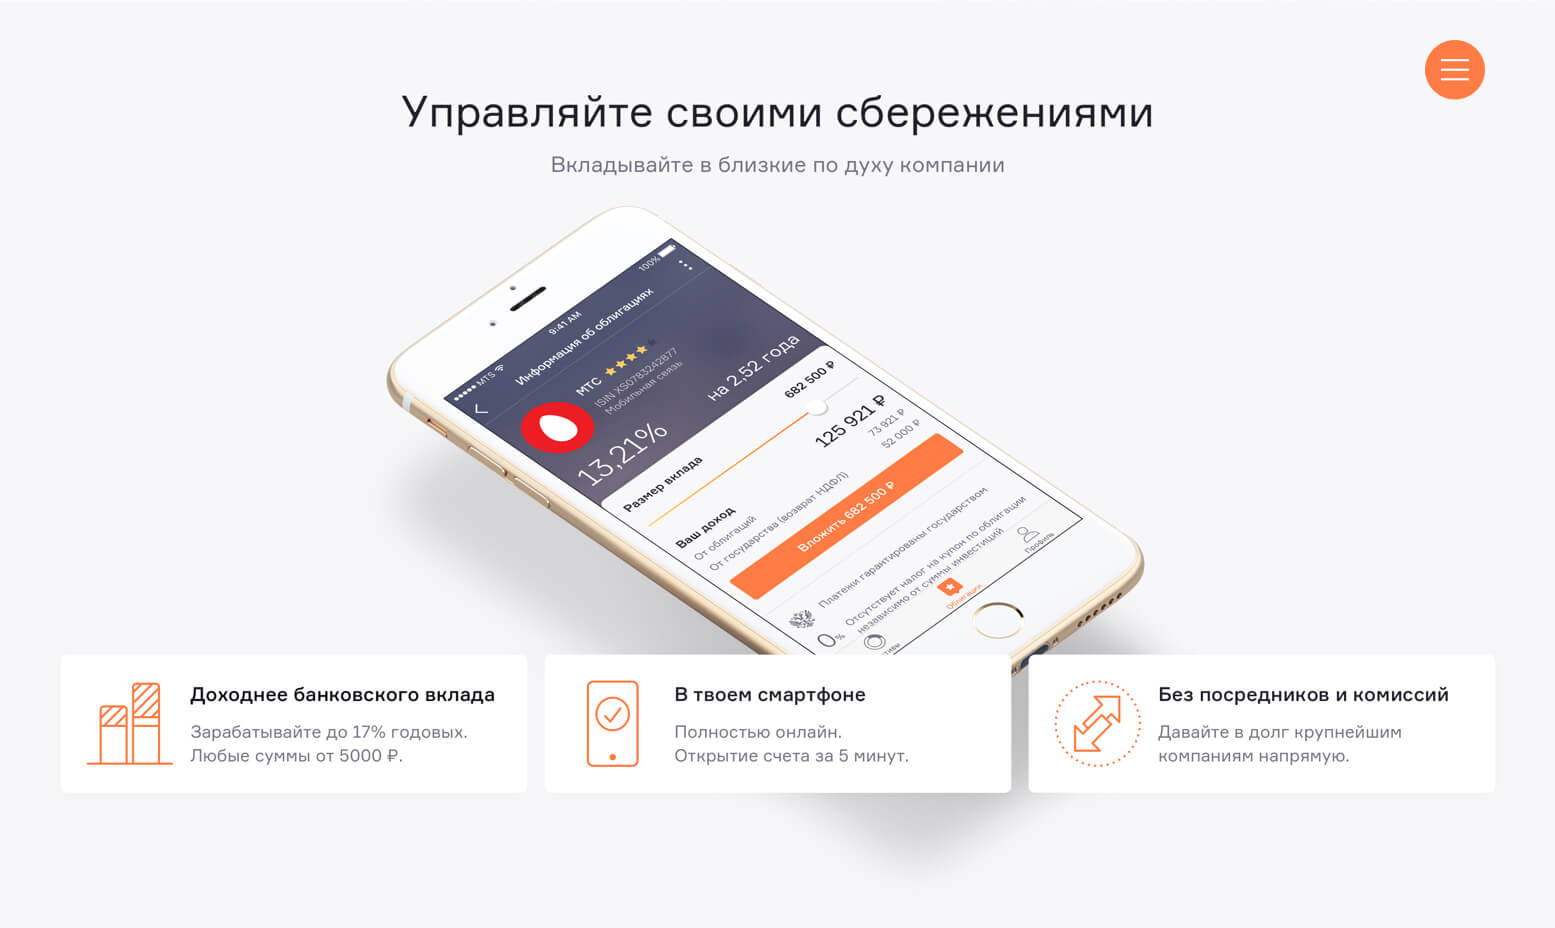 Управляйте своими сбережениями
Вкладывайте в близкие по духу компании
MTS
9:41 AM
100%
Информация об облигациях
МТС
ISIN XS0783242877
Мобильная связь
13,21%
на 2,52 года
Размер вклада
682 500 ₽
Ваш доход
125 921 ₽
От облигаций
73 921 ₽
От государства (возврат НДФЛ)
52 000 ₽
Вложить 682 500 ₽
Платежи гарантированы государством
0%
Отсутствует налог на купон по облигации
независимо от суммы инвестиций
Облигации
Профиль
Доходнее банковского вклада
Зарабатывайте до 17% годовых.
Любые суммы от 5000 ₽.
В твоем смартфоне
Полностью онлайн.
Открытие счета за 5 минут.
Без посредников и комиссий
Давайте в долг крупнейшим
компаниям напрямую.